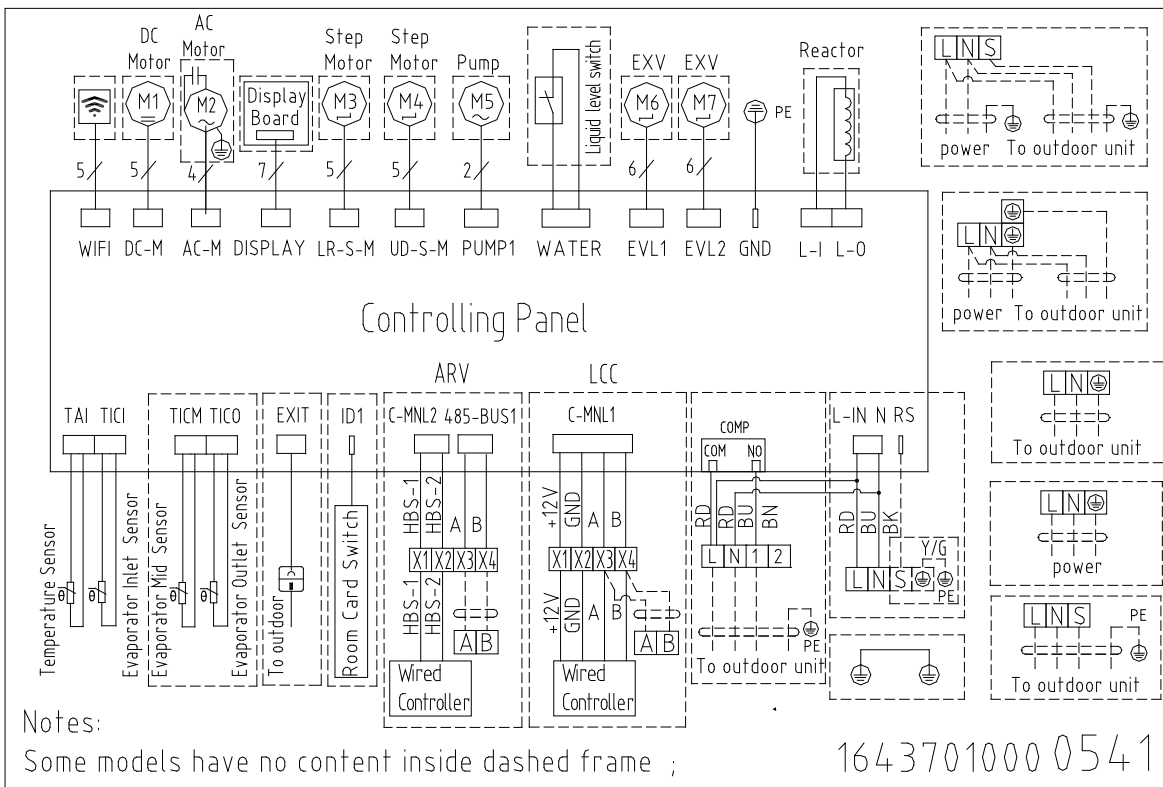 DC Motor
AC Motor
Step Motor
Step Motor
Pump
Liquid level switch
EXV
EXV
Reactor
M1
M2
Display Board
M3
M4
M5
M6
M7
PE
5
5
4
7
5
5
2
6
6
WIFI DC-M AC-M DISPLAY LR-S-M UD-S-M PUMP1 WATER EVL1 EVL2 GND L-I L-O
L N S
power To outdoor unit
L N
power To outdoor unit
Controlling Panel
ARV
LCC
TAI TICI TICM TICO EXIT ID1 C-MNL2 485-BUS1 C-MNL1
COMP
COM NO
L-IN N RS
L N
To outdoor unit
L N
power
L N S
PE
To outdoor unit
Temperature Sensor
θ
Evaporator Inlet Sensor
θ
Evaporator Mid Sensor
θ
Evaporator Outlet Sensor
θ
To outdoor
Room Card Switch
HBS-1
HBS-2
A B
X1 X2 X3 X4
HBS-1
HBS-2
A B
Wired Controller
+12V
GND
A B
X1 X2 X3 X4
+12V
GND
A B
A B
Wired Controller
RD
RD
BU
BN
L N 1 2
PE
To outdoor unit
RD
BU
BK
Y/G
L N S
PE
Notes:
Some models have no content inside dashed frame ;
16437010000541